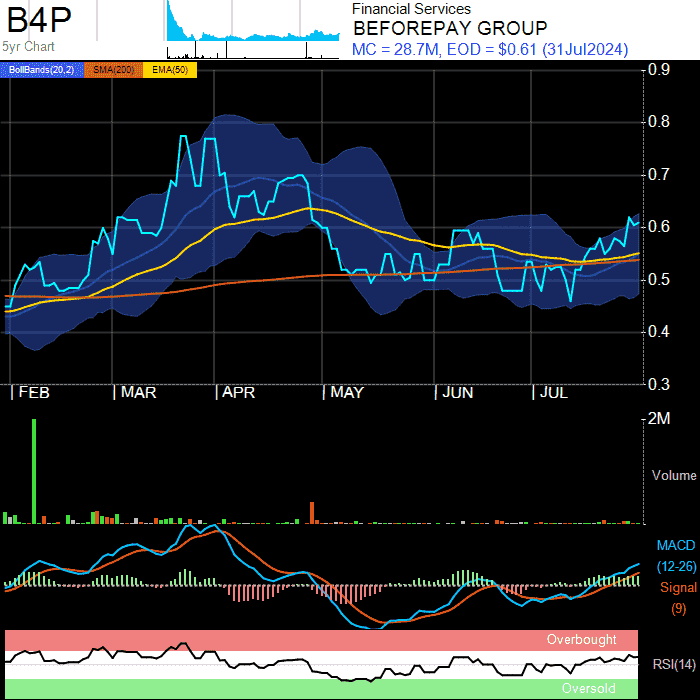 B4P
5yr Chart
Financial Services
BEFOREPAY GROUP
MC = 28.7M, EOD = $0.61 (31Jul2024)
BollBands(20,2) SMA(200) EMA(50)
0.9
0.8
0.7
0.6
0.5
0.4
0.3
FEB MAR APR MAY JUN JUL
2M
Volume
MACD
(12-26)
Signal
(9)
Overbought
RSI(14)
Oversold